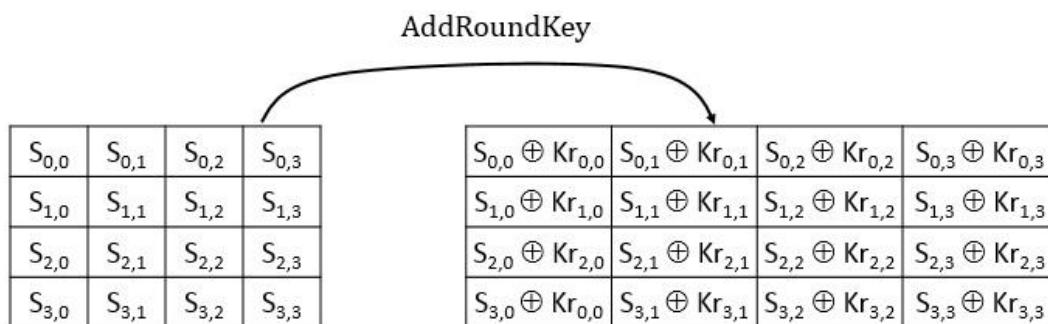 AddRoundKey
S0,0 S0,1 S0,2 S0,3
S1,0 S1,1 S1,2 S1,3
S2,0 S2,1 S2,2 S2,3
S3,0 S3,1 S3,2 S3,3
S0,0 ⊕ Kr0,0 S0,1 ⊕ Kr0,1 S0,2 ⊕ Kr0,2 S0,3 ⊕ Kr0,3
S1,0 ⊕ Kr1,0 S1,1 ⊕ Kr1,1 S1,2 ⊕ Kr1,2 S1,3 ⊕ Kr1,3
S2,0 ⊕ Kr2,0 S2,1 ⊕ Kr2,1 S2,2 ⊕ Kr2,2 S2,3 ⊕ Kr2,3
S3,0 ⊕ Kr0,0 S3,1 ⊕ Kr3,1 S3,2 ⊕ Kr3,2 S3,3 ⊕ Kr3,3